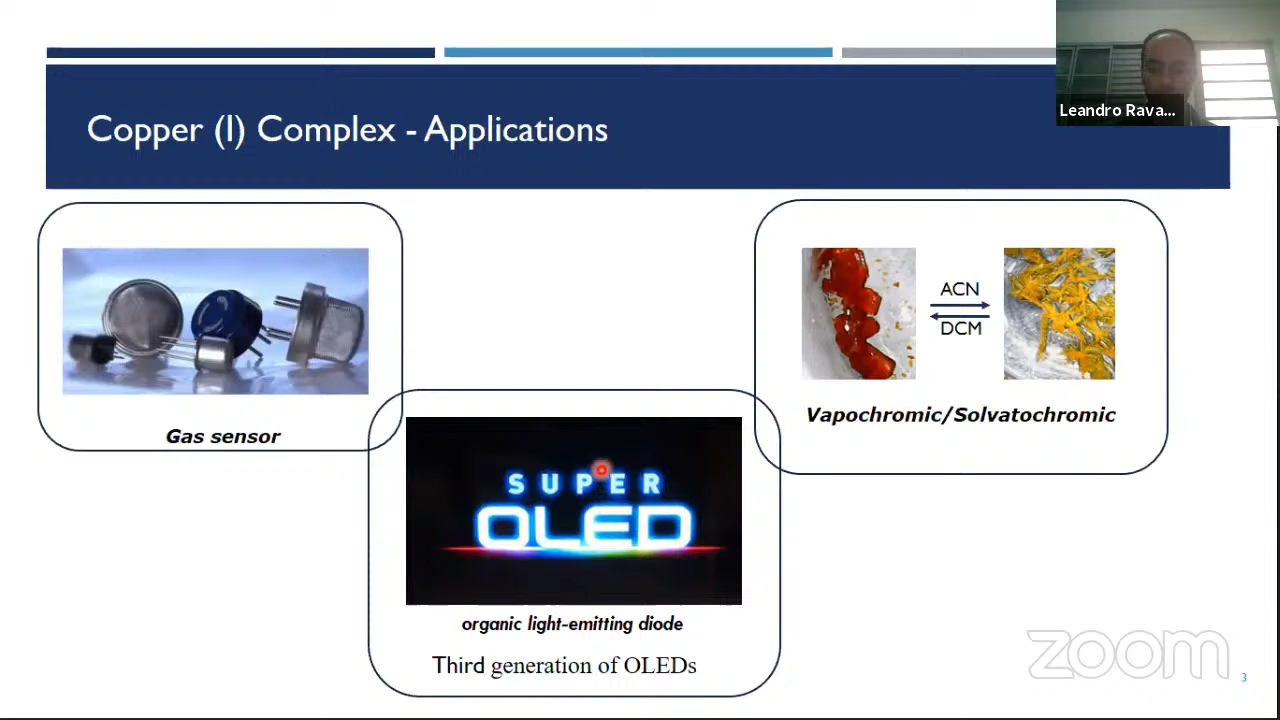 Leandro Rava...
Copper (I) Complex - Applications
Gas sensor
SUPER
OLED
organic light-emitting diode
Third generation of OLEDs
ACN
DCM
Vapochromic/Solvatochromic
zoom
3